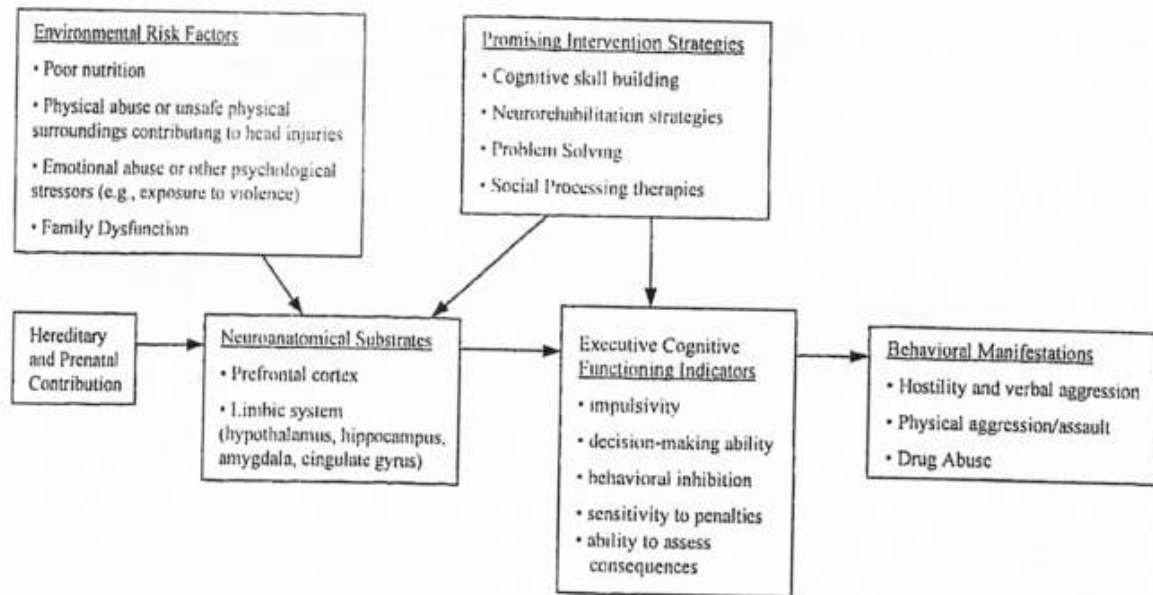 Environmental Risk Factors
• Poor nutrition
• Physical abuse or unsafe physical
surroundings contributing to head injuries
• Emotional abuse or other psychological
stressors (e.g., exposure to violence)
• Family Dysfunction
Promising Intervention Strategies
• Cognitive skill building
• Neurorehabilitation strategies
• Problem Solving
• Social Processing therapies
Hereditary
and Prenatal
Contribution
Neuroanatomical Substrates
• Prefrontal cortex
• Limbic system
(hypothalamus, hippocampus,
amygdala, cingulate gyrus)
Executive Cognitive
Functioning Indicators
• impulsivity
• decision-making ability
• behavioral inhibition
• sensitivity to penalties
• ability to assess
consequences
Behavioral Manifestations
• Hostility and verbal aggression
• Physical aggression/assault
• Drug Abuse